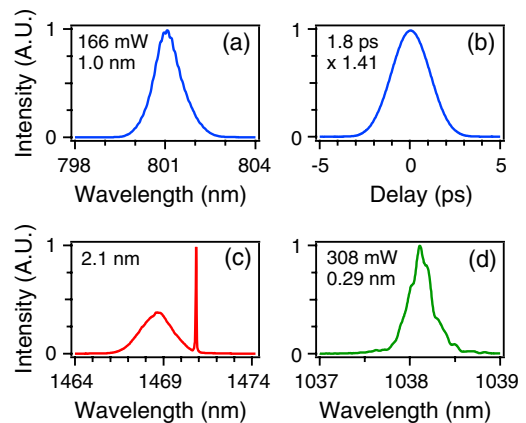 Intensity (A.U.)
1
0
166 mW
1.0 nm
(a)
798
801
804
Wavelength (nm)
1
0
1.8 ps
x 1.41
(b)
-5
0
5
Delay (ps)
Intensity (A.U.)
1
0
2.1 nm
(c)
1464
1469
1474
Wavelength (nm)
1
0
308 mW
0.29 nm
(d)
1037
1038
1039
Wavelength (nm)